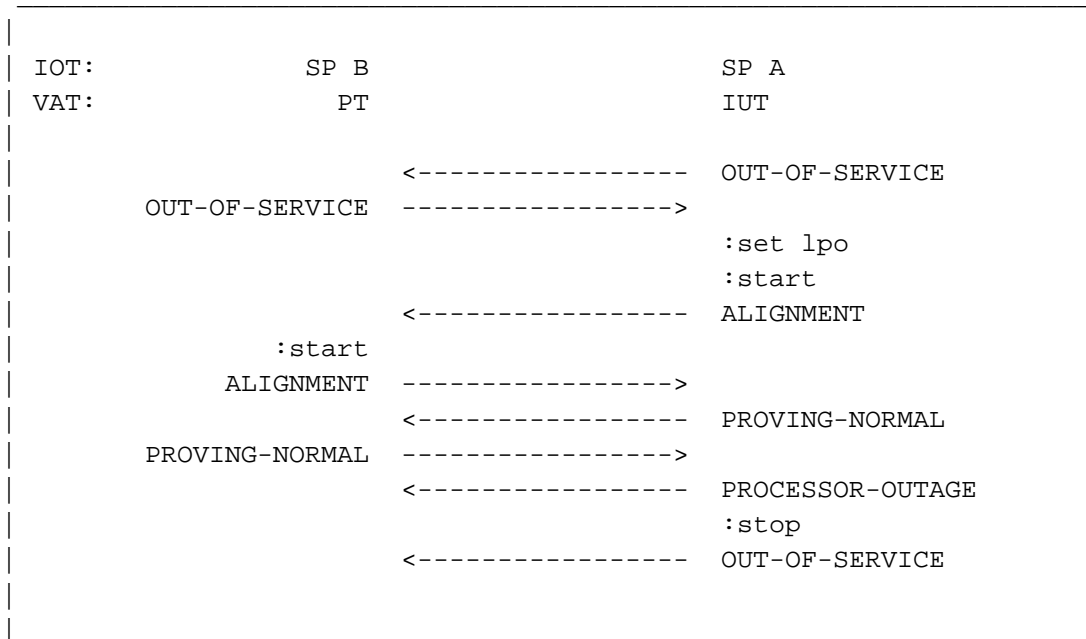 IOT: SP B SP A
VAT: PT IUT
<----------------- OUT-OF-SERVICE
OUT-OF-SERVICE ----------------->
:set lpo
:start
<----------------- ALIGNMENT
:start
ALIGNMENT ----------------->
<----------------- PROVING-NORMAL
PROVING-NORMAL ----------------->
<----------------- PROCESSOR-OUTAGE
:stop
<----------------- OUT-OF-SERVICE